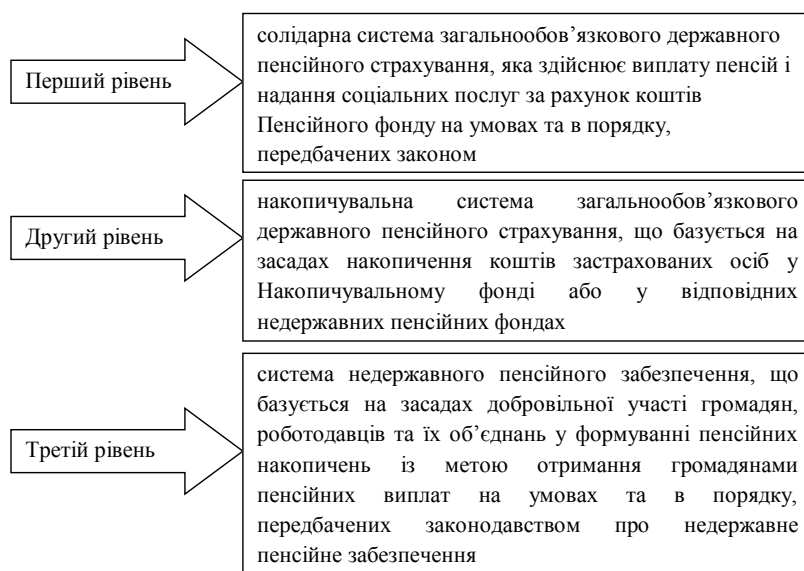 Перший рівень
солідарна система загальнообов’язкового державного
пенсійного страхування, яка здійснює виплату пенсій і
надання соціальних послуг за рахунок коштів
Пенсійного фонду на умовах та в порядку,
передбачених законом
Другий рівень
накопичувальна система загальнообов’язкового
державного пенсійного страхування, що базується на
засадах накопичення коштів застрахованих осіб у
Накопичувальному фонді або у відповідних
недержавних пенсійних фондах
Третій рівень
система недержавного пенсійного забезпечення, що
базується на засадах добровільної участі громадян,
роботодавців та їх об’єднань у формуванні пенсійних
накопичень із метою отримання громадянами
пенсійних виплат на умовах та в порядку,
передбачених законодавством про недержавне
пенсійне забезпечення